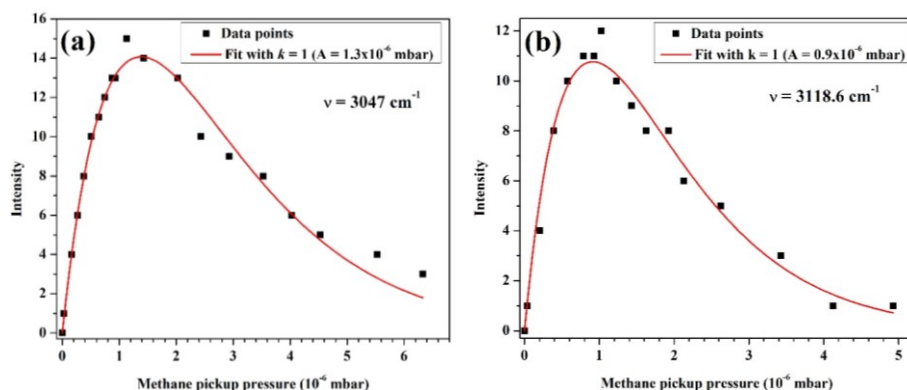 (a)
Data points
Fit with k = 1 (A = 1.3x10⁻⁶ mbar)
ν = 3047 cm⁻¹
Intensity
16
14
12
10
8
6
4
2
0
0 1 2 3 4 5 6
Methane pickup pressure (10⁻⁶ mbar)
(b)
Data points
Fit with k = 1 (A = 0.9x10⁻⁶ mbar)
ν = 3118.6 cm⁻¹
Intensity
12
10
8
6
4
2
0
0 1 2 3 4 5
Methane pickup pressure (10⁻⁶ mbar)